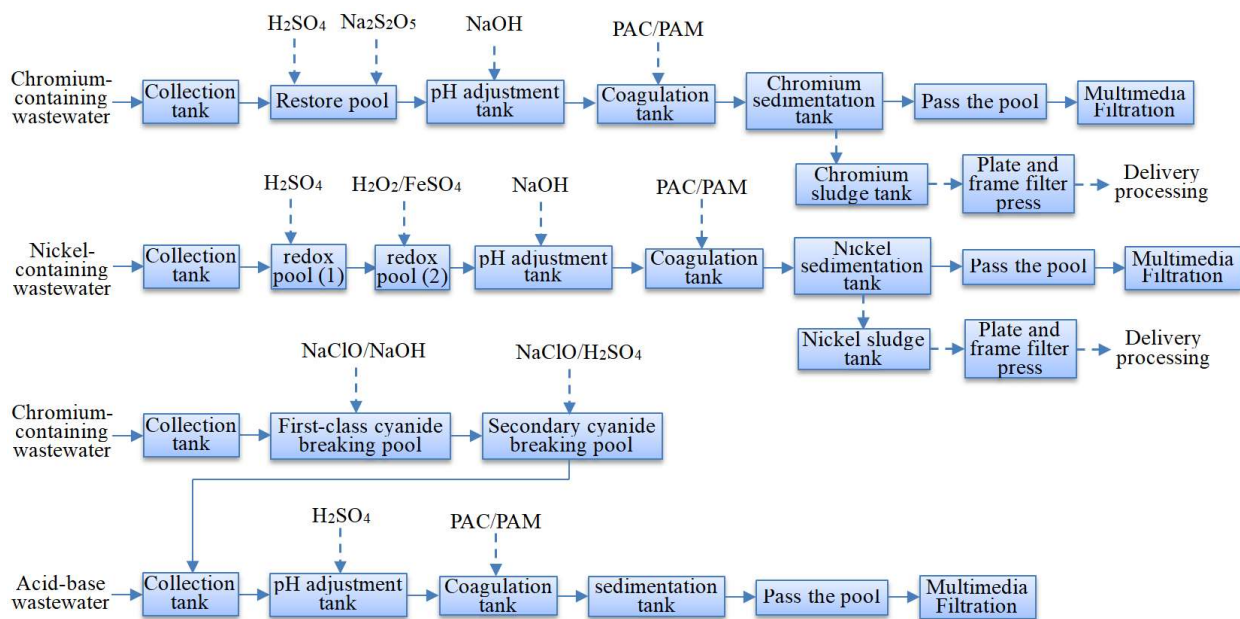 H₂SO₄
Na₂S₂O₅
NaOH
PAC/PAM
Chromium-
containing
wastewater
Collection
tank
Restore pool
pH adjustment
tank
Coagulation
tank
Chromium
sedimentation
tank
Pass the pool
Multimedia
Filtration
Chromium
sludge tank
Plate and
frame filter
press
Delivery
processing
H₂SO₄
H₂O₂/FeSO₄
NaOH
PAC/PAM
Nickel-
containing
wastewater
Collection
tank
redox
pool (1)
redox
pool (2)
pH adjustment
tank
Coagulation
tank
Nickel
sedimentation
tank
Pass the pool
Multimedia
Filtration
Nickel sludge
tank
Plate and
frame filter
press
Delivery
processing
NaClO/NaOH
NaClO/H₂SO₄
Chromium-
containing
wastewater
Collection
tank
First-class cyanide
breaking pool
Secondary cyanide
breaking pool
H₂SO₄
PAC/PAM
Acid-base
wastewater
Collection
tank
pH adjustment
tank
Coagulation
tank
sedimentation
tank
Pass the pool
Multimedia
Filtration